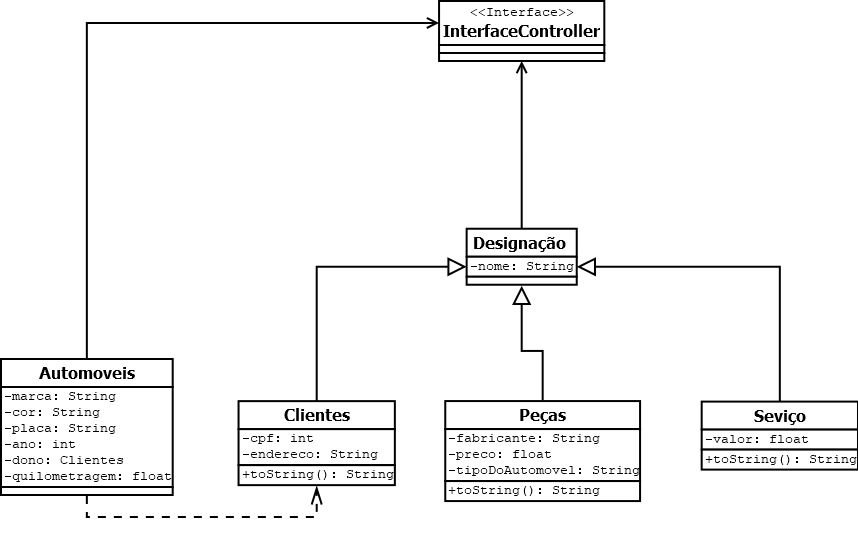 <<Interface>>
InterfaceController
Designação
-nome: String
Automoveis
-marca: String
-cor: String
-placa: String
-ano: int
-dono: Clientes
-quilometragem: float
Clientes
-cpf: int
-endereco: String
+toString(): String
Peças
-fabricante: String
-preco: float
-tipoDoAutomovel: String
+toString(): String
Seviço
-valor: float
+toString(): String